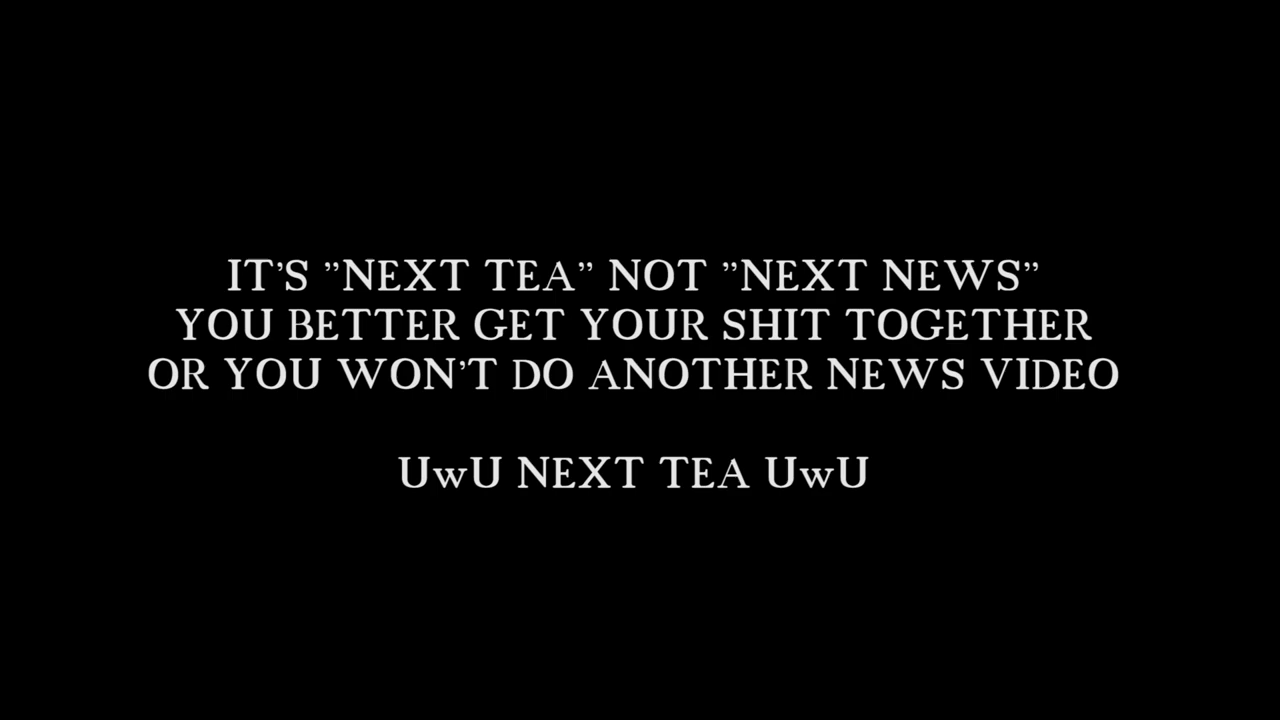 IT’S ”NEXT TEA” NOT ”NEXT NEWS”
YOU BETTER GET YOUR SHIT TOGETHER
OR YOU WON’T DO ANOTHER NEWS VIDEO
UwU NEXT TEA UwU